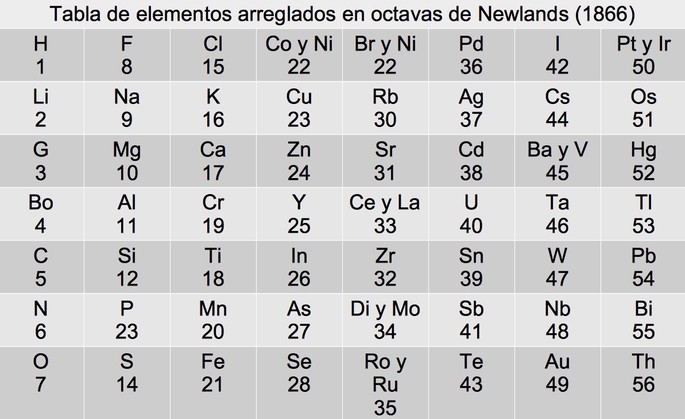 Tabla de elementos arreglados en octavas de Newlands (1866)
H F Cl Co y Ni Br y Ni Pd I Pt y Ir
1 8 15 22 22 36 42 50
Li Na K Cu Rb Ag Cs Os
2 9 16 23 30 37 44 51
G Mg Ca Zn Sr Cd Ba y V Hg
3 10 17 24 31 38 45 52
Bo Al Cr Y Ce y La U Ta Tl
4 11 19 25 33 40 46 53
C Si Ti In Zr Sn W Pb
5 12 18 26 32 39 47 54
N P Mn As Di y Mo Sb Nb Bi
6 23 20 27 34 41 48 55
O S Fe Se Ro y Te Au Th
7 14 21 28 Ru 43 49 56
35